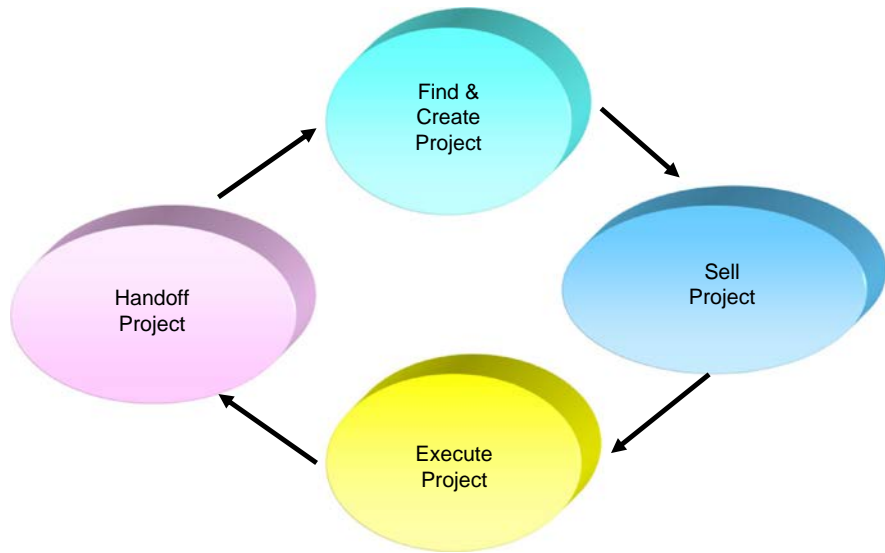 Find &
Create
Project
Sell
Project
Handoff
Project
Execute
Project